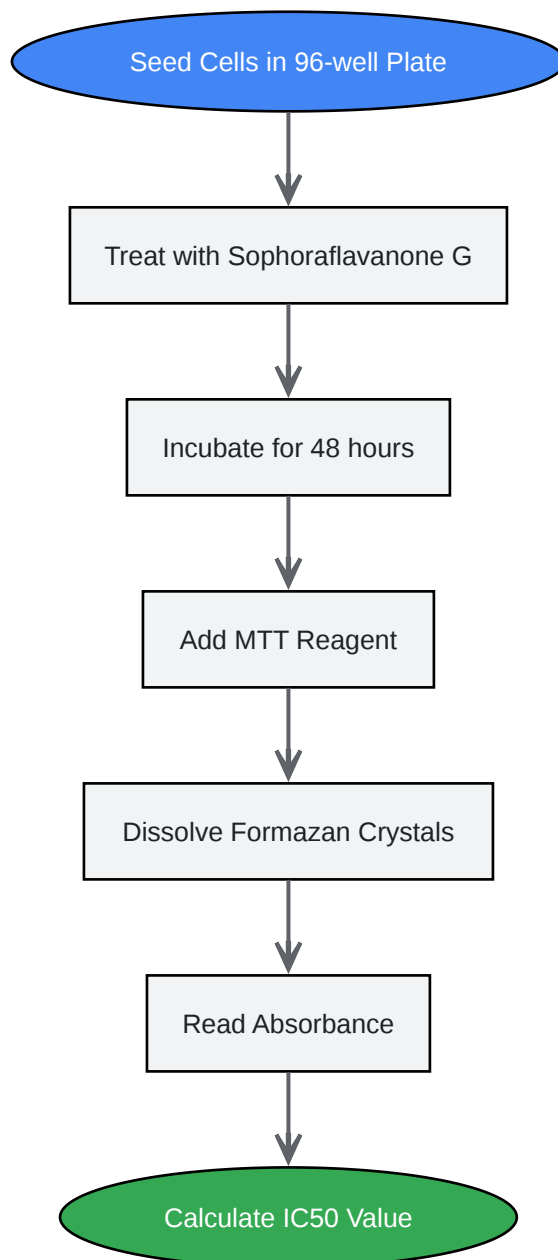 Seed Cells in 96-well Plate
Treat with Sophoraflavanone G
Incubate for 48 hours
Add MTT Reagent
Dissolve Formazan Crystals
Read Absorbance
Calculate IC50 Value